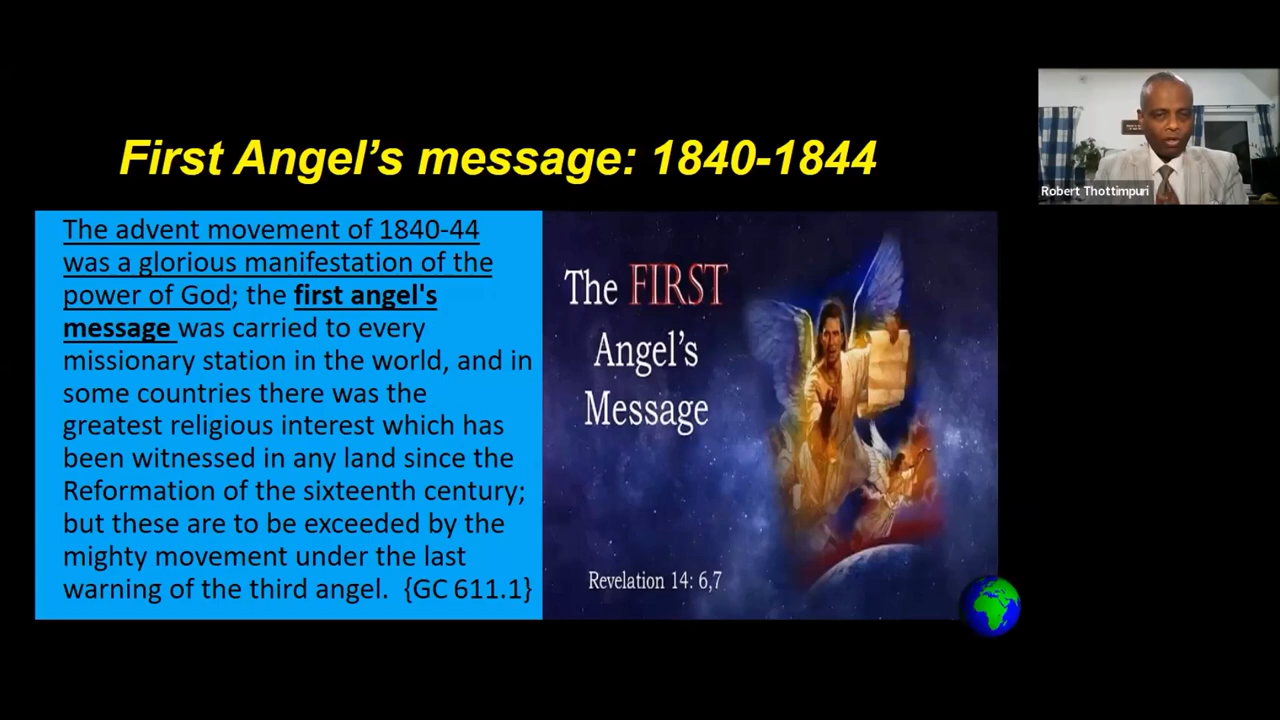 First Angel’s message: 1840-1844
The advent movement of 1840-44
was a glorious manifestation of the
power of God; the first angel's
message was carried to every
missionary station in the world, and in
some countries there was the
greatest religious interest which has
been witnessed in any land since the
Reformation of the sixteenth century;
but these are to be exceeded by the
mighty movement under the last
warning of the third angel. {GC 611.1}
The FIRST
Angel’s
Message
Revelation 14: 6,7
Robert Thottimpuri